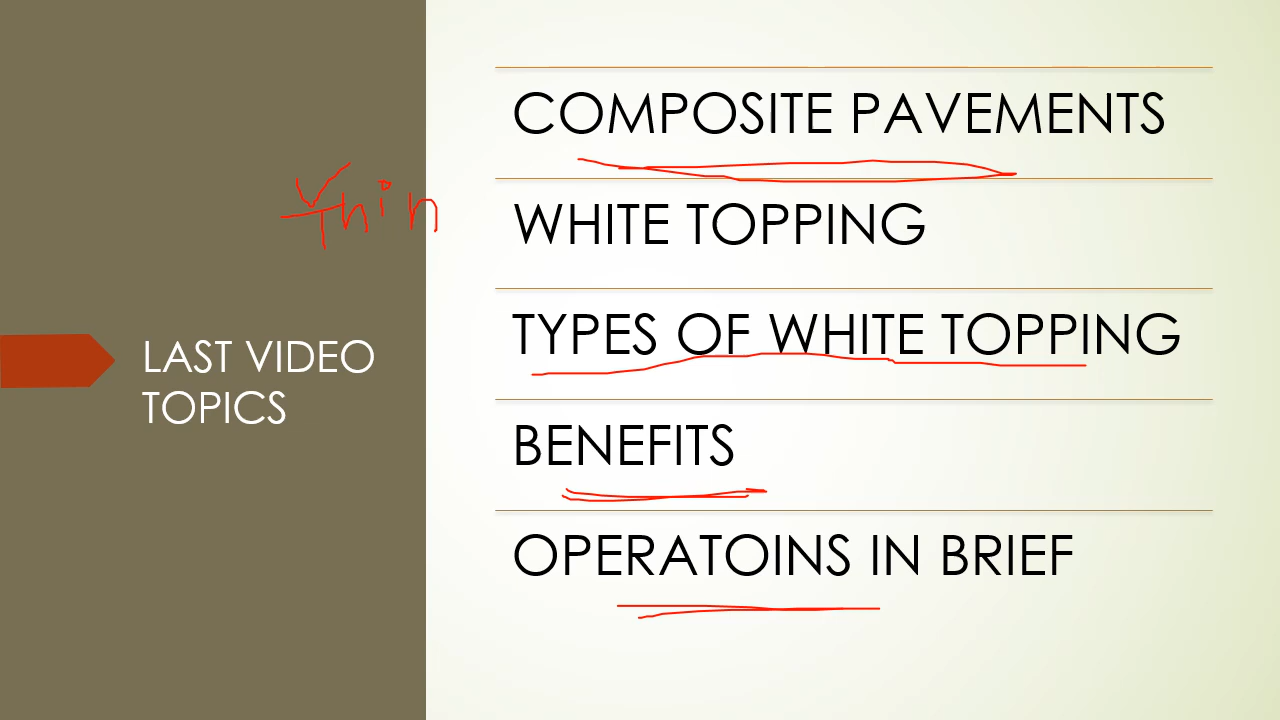 COMPOSITE PAVEMENTS
Thin
WHITE TOPPING
TYPES OF WHITE TOPPING
LAST VIDEO
TOPICS
BENEFITS
OPERATOINS IN BRIEF